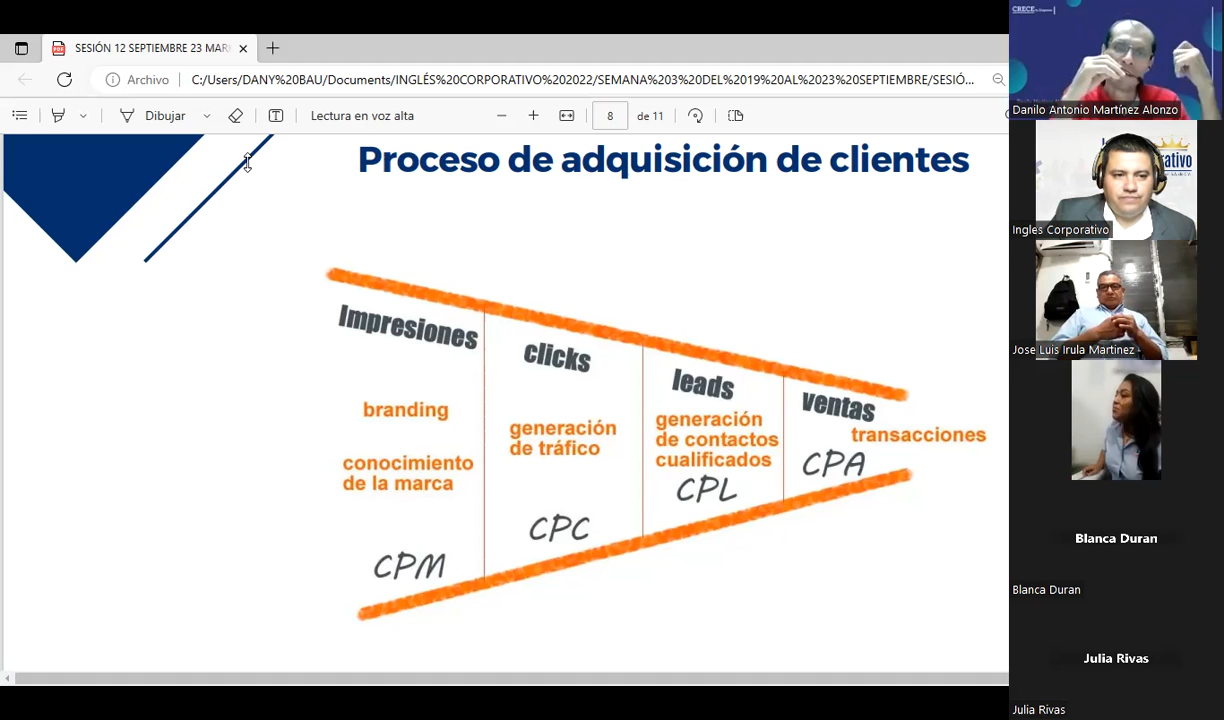 SESIÓN 12 SEPTIEMBRE 23 MAR
Archivo
C:/Users/DANY%20BAU/Documents/INGLÉS%20CORPORATIVO%202022/SEMANA%203%20DEL%2019%20AL%2023%20SEPTIEMBRE/SESIÓ...
Dibujar
Lectura en voz alta
8
de 11
Proceso de adquisición de clientes
Impresiones
branding
conocimiento
de la marca
CPM
clicks
generación
de tráfico
CPC
leads
generación
de contactos
cualificados
CPL
ventas
transacciones
CPA
CRECE
Danilo Antonio Martínez Alonzo
Ingles Corporativo
Jose Luis Irula Martinez
Blanca Duran
Blanca Duran
Julia Rivas
Julia Rivas